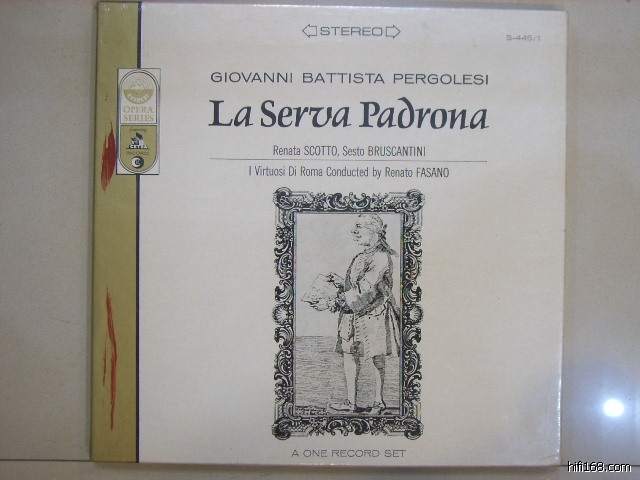 STEREO
S-445/1
GIOVANNI BATTISTA PERGOLESI
La Serva Padrona
Renata SCOTTO, Sesto BRUSCANTINI
I Virtuosi Di Roma Conducted by Renato FASANO
OPERA
SERIES
A ONE RECORD SET
hifi168.com